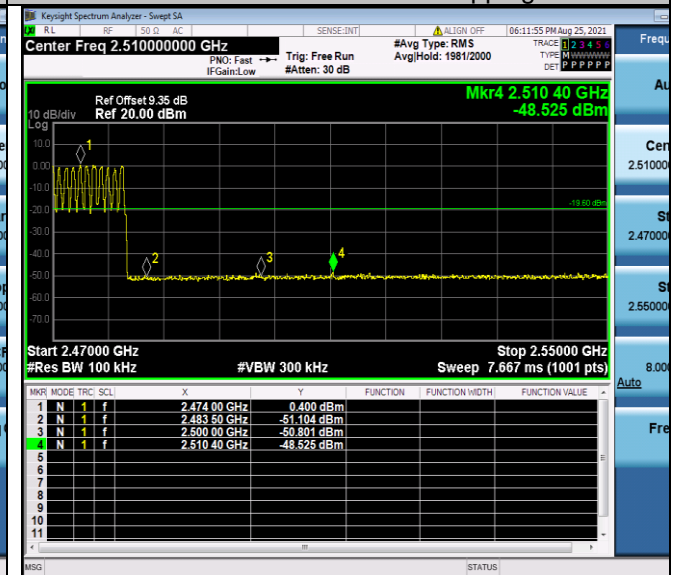 Keysight Spectrum Analyzer - Swept SA
RL RF 50 Ω AC SENSE:INT ALIGN OFF 06:11:55 PM Aug 25, 2021
Center Freq 2.510000000 GHz
PNO: Fast
IFGain:Low
Trig: Free Run
#Atten: 30 dB
#Avg Type: RMS
Avg|Hold: 1981/2000
TRACE 1 2 3 4 5 6
TYPE M WWWWW
DET P P P P P P
Ref Offset 9.35 dB
Ref 20.00 dBm
10 dB/div
Log
Mkr4 2.510 40 GHz
-48.525 dBm
10.0
0.00
-10.0
-20.0
-30.0
-40.0
-50.0
-60.0
-70.0
1
2
3
4
-19.60 dBm
Start 2.47000 GHz
Stop 2.55000 GHz
#Res BW 100 kHz
#VBW 300 kHz
Sweep 7.667 ms (1001 pts)
MKR MODE TRC SCL X Y FUNCTION FUNCTION WIDTH FUNCTION VALUE
1 N 1 f 2.474 00 GHz 0.400 dBm
2 N 1 f 2.483 50 GHz -51.104 dBm
3 N 1 f 2.500 00 GHz -50.801 dBm
4 N 1 f 2.510 40 GHz -48.525 dBm
5
6
7
8
9
10
11
MSG
STATUS
Frequ
Au
Cen
2.51000
St
2.47000
St
2.55000
8.000
Auto
Fre